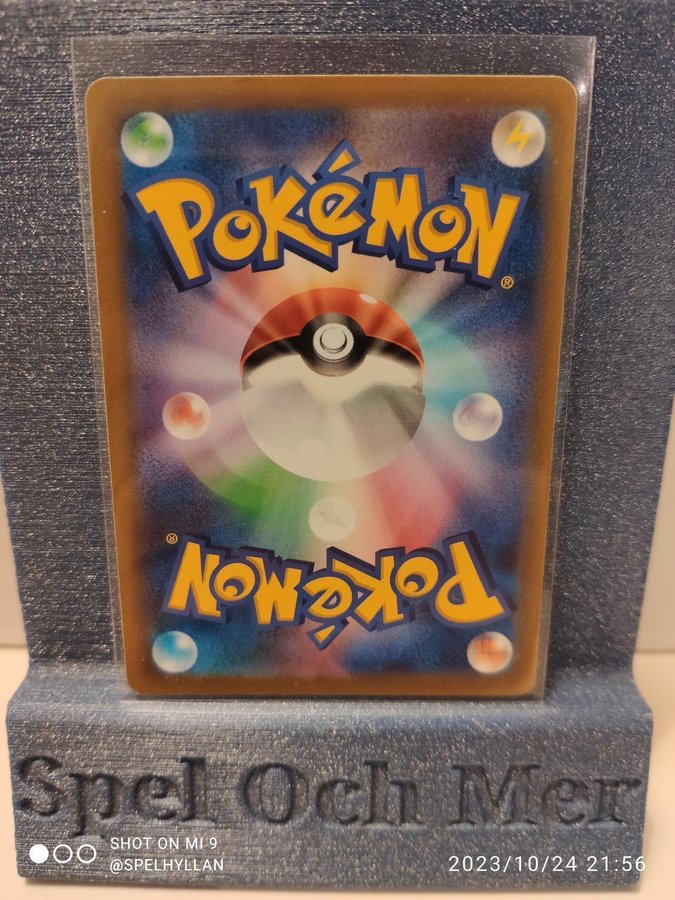 POKéMON
®
®
POKéMON
Spel Och Mer
SHOT ON MI 9
@SPELHYLLAN
2023/10/24 21:56